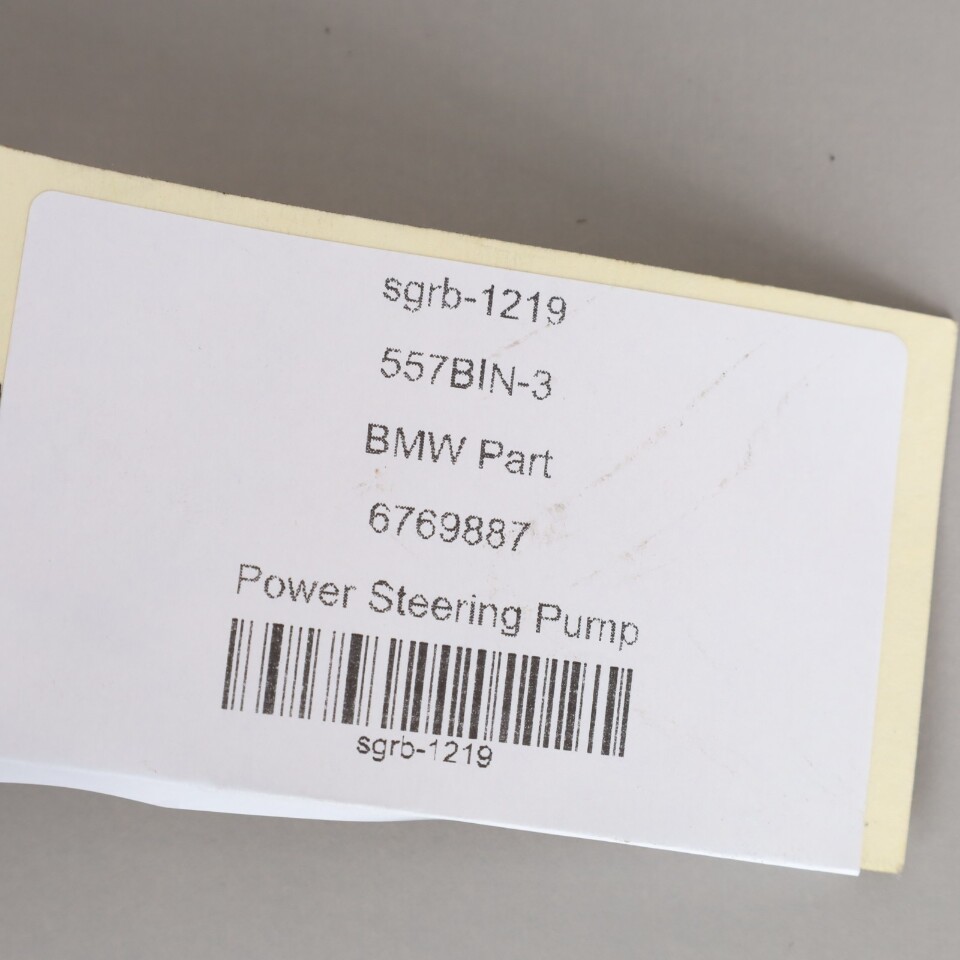 sgrb-1219
557BIN-3
BMW Part
6769887
Power Steering Pump
sgrb-1219